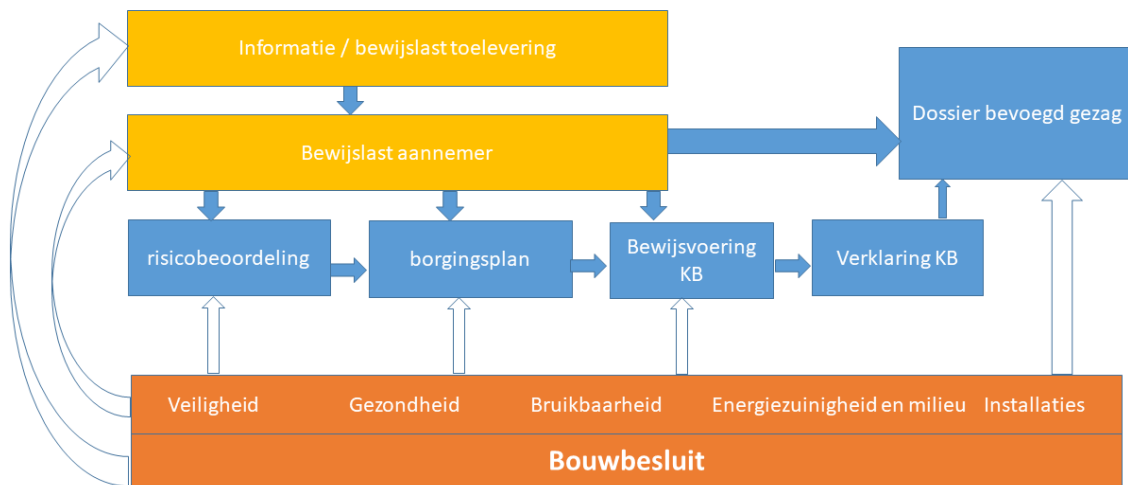 Informatie / bewijslast toelevering
Dossier bevoegd gezag
Bewijslast aannemer
risicobeoordeling
borgingsplan
Bewijsvoering
KB
Verklaring KB
Veiligheid
Gezondheid
Bruikbaarheid
Energiezuinigheid en milieu
Installaties
Bouwbesluit